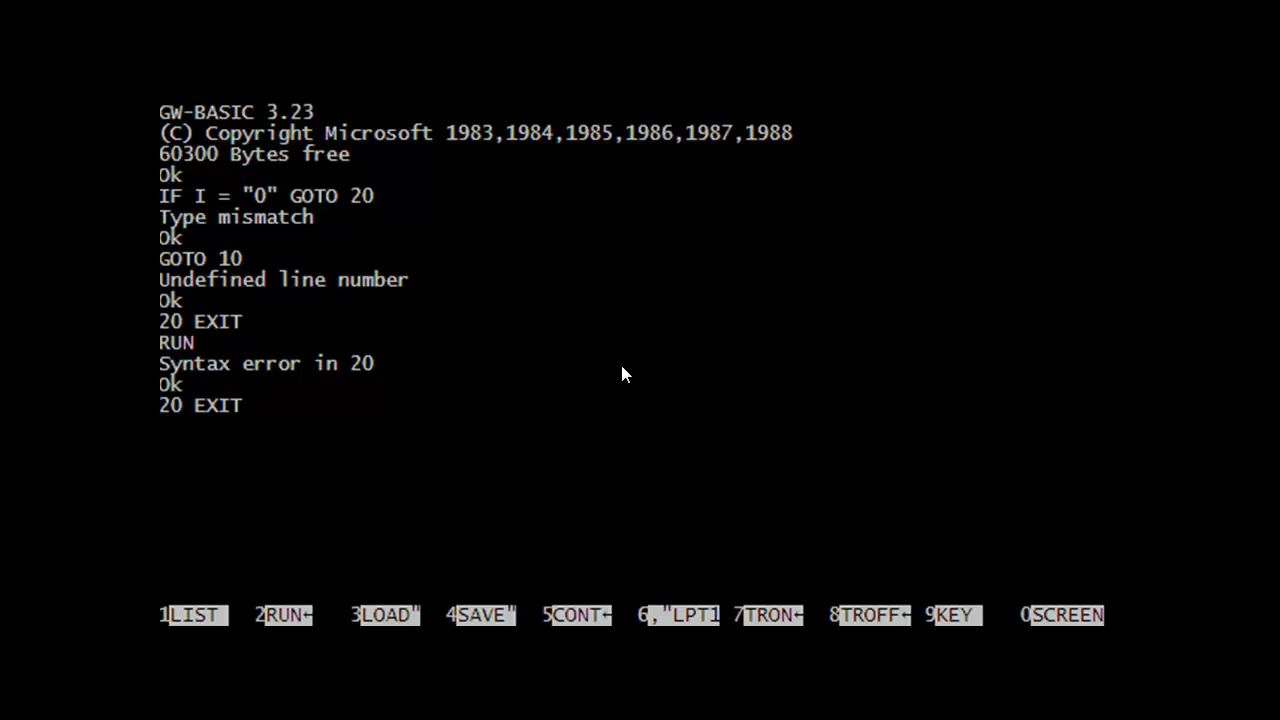 GW-BASIC 3.23
(C) Copyright Microsoft 1983,1984,1985,1986,1987,1988
60300 Bytes free
Ok
IF I = "0" GOTO 20
Type mismatch
Ok
GOTO 10
Undefined line number
Ok
20 EXIT
RUN
Syntax error in 20
Ok
20 EXIT
1LIST 2RUN← 3LOAD" 4SAVE" 5CONT← 6,"LPT1 7TRON← 8TROFF← 9KEY 0SCREEN